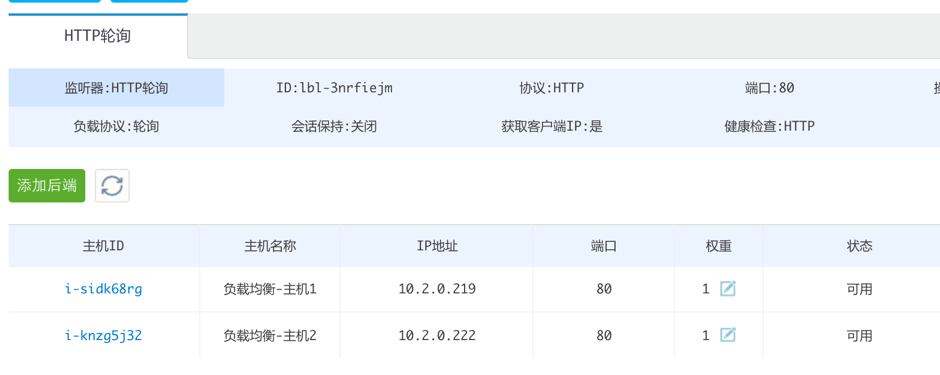 HTTP轮询
监听器:HTTP轮询 ID:lbl-3nrfiejm 协议:HTTP 端口:80
负载协议:轮询 会话保持:关闭 获取客户端IP:是 健康检查:HTTP
添加后端
主机ID 主机名称 IP地址 端口 权重 状态
i-sidk68rg 负载均衡-主机1 10.2.0.219 80 1 可用
i-knzg5j32 负载均衡-主机2 10.2.0.222 80 1 可用